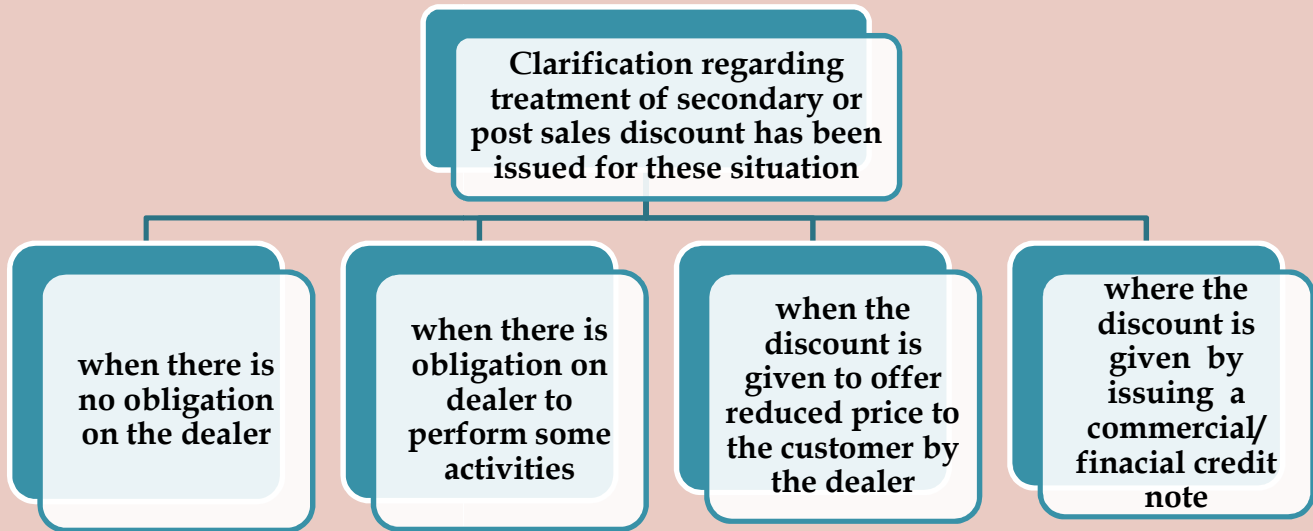 Clarification regarding
treatment of secondary or
post sales discount has been
issued for these situation
when there is
no obligation
on the dealer
when there is
obligation on
dealer to
perform some
activities
when the
discount is
given to offer
reduced price to
the customer by
the dealer
where the
discount is
given by
issuing a
commercial/
finacial credit
note